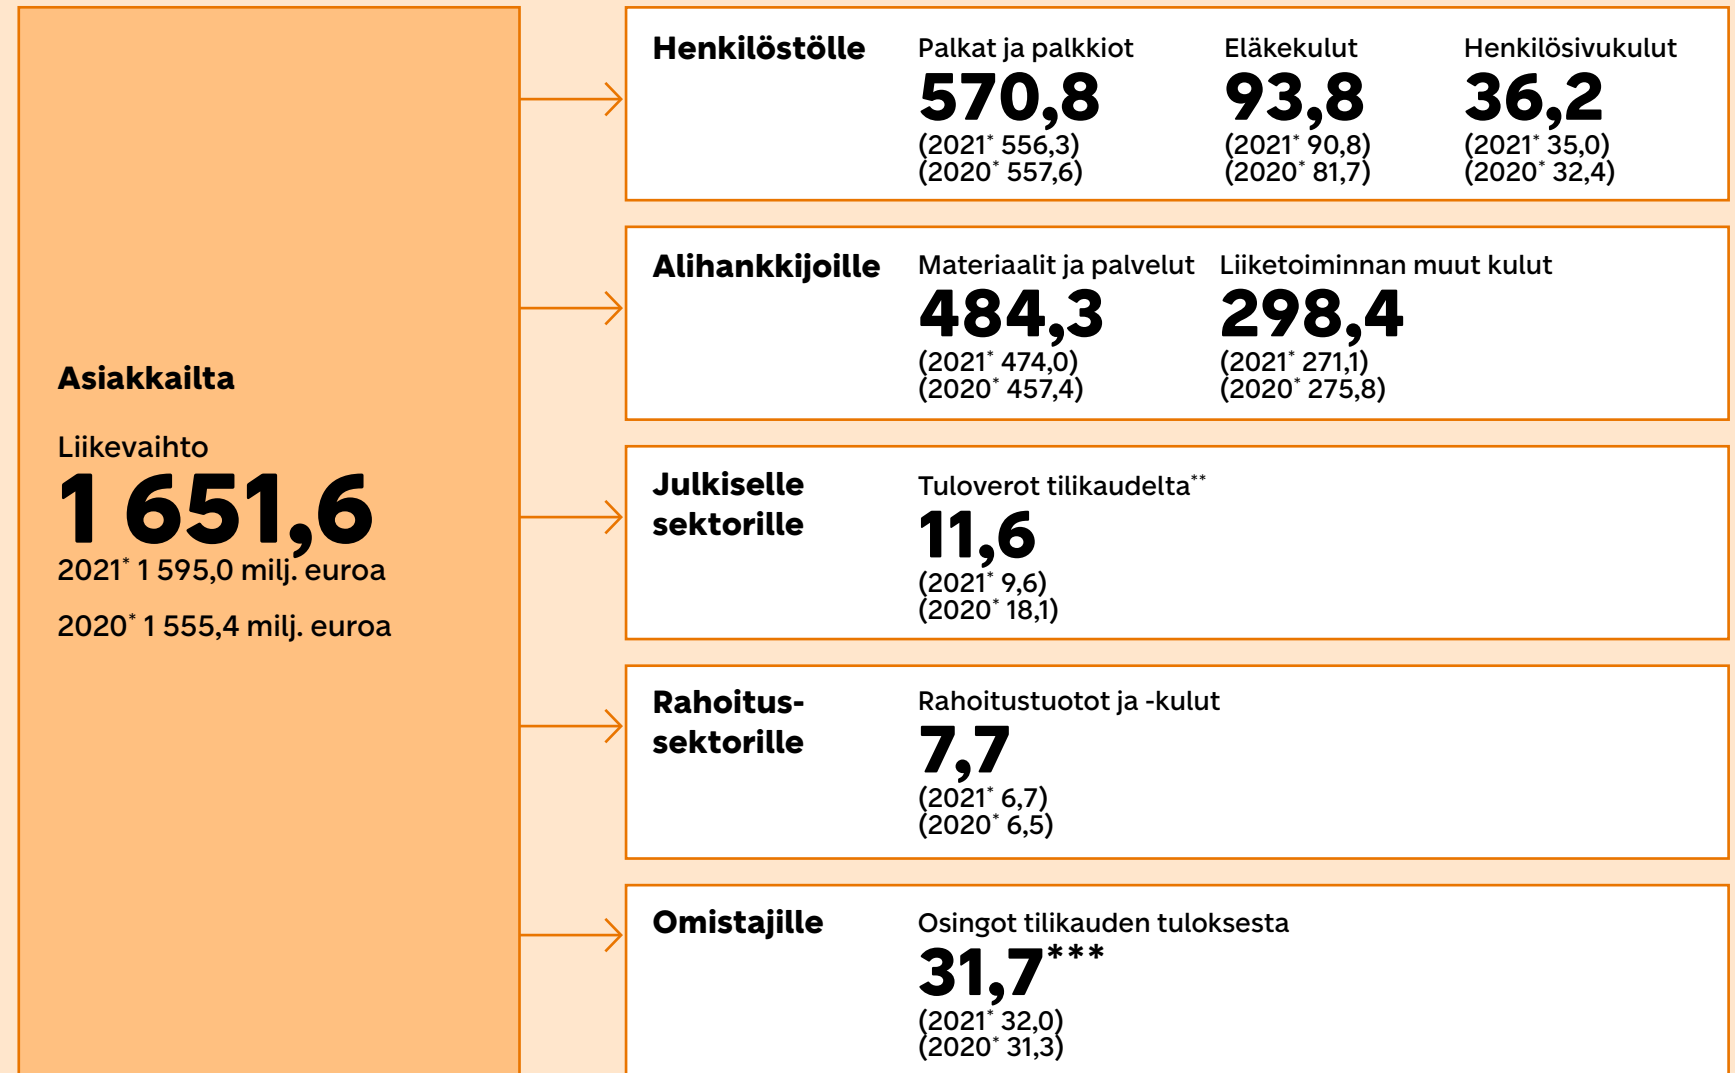 Asiakkailta
Liikevaihto
1 651,6
2021* 1 595,0 milj. euroa
2020* 1 555,4 milj. euroa
Henkilöstölle
Palkat ja palkkiot
570,8
(2021* 556,3)
(2020* 557,6)
Eläkekulut
93,8
(2021* 90,8)
(2020* 81,7)
Henkilösivukulut
36,2
(2021* 35,0)
(2020* 32,4)
Alihankkijoille
Materiaalit ja palvelut
484,3
(2021* 474,0)
(2020* 457,4)
Liiketoiminnan muut kulut
298,4
(2021* 271,1)
(2020* 275,8)
Julkiselle
sektorille
Tuloverot tilikaudelta**
11,6
(2021* 9,6)
(2020* 18,1)
Rahoitus-
sektorille
Rahoitustuotot ja -kulut
7,7
(2021* 6,7)
(2020* 6,5)
Omistajille
Osingot tilikauden tuloksesta
31,7***
(2021* 32,0)
(2020* 31,3)